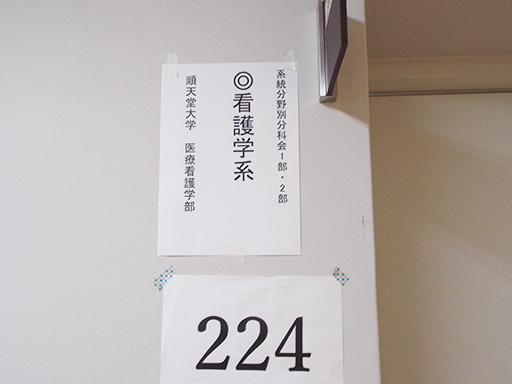 系統分野別分科会1部・2部
◎看護学系
順天堂大学　医療看護学部
224